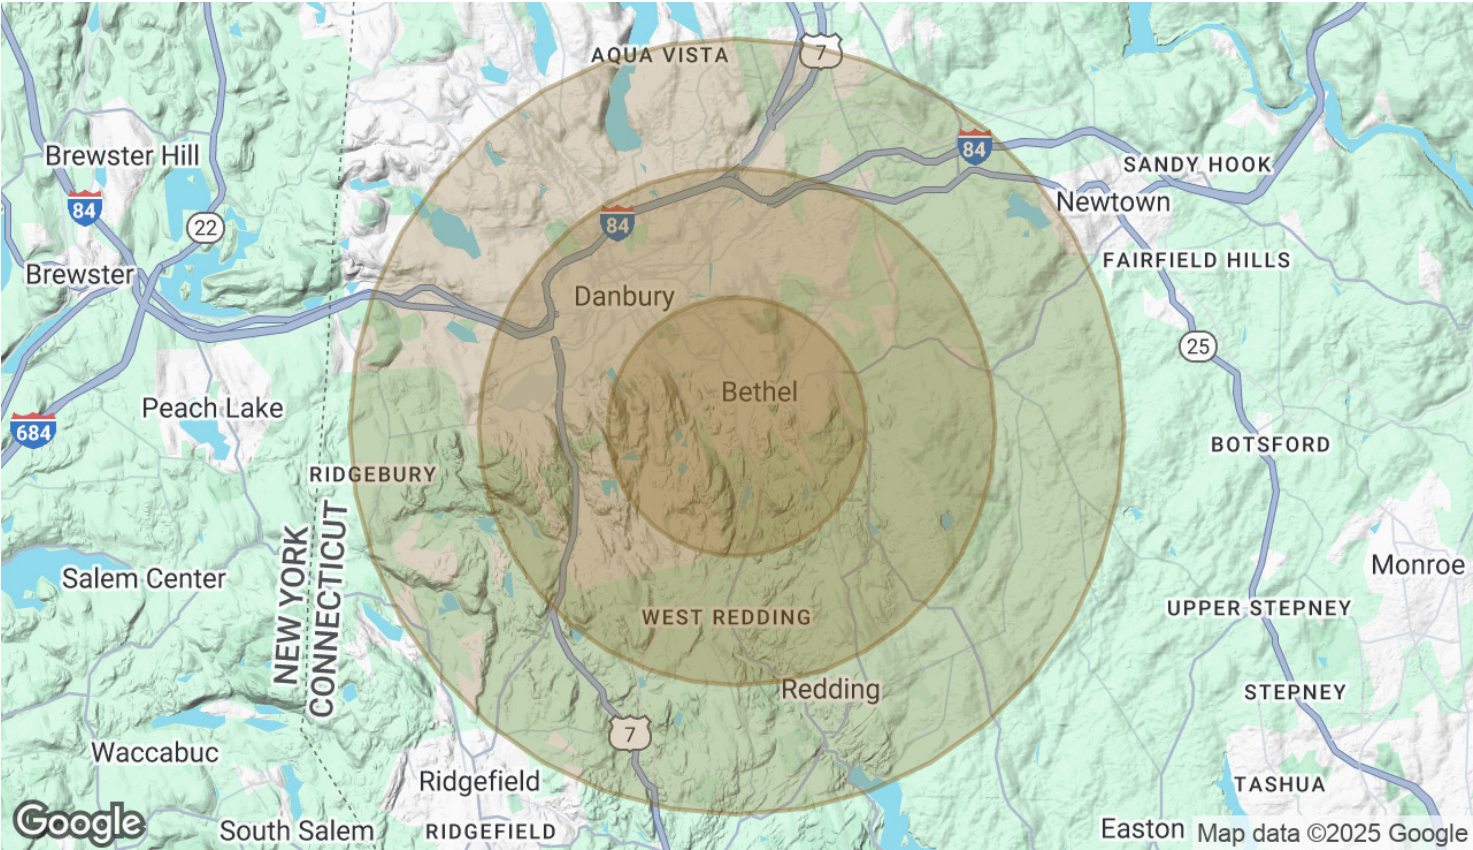 AQUA VISTA
7
Brewster Hill
84
SANDY HOOK
84
Newtown
84
22
Brewster
FAIRFIELD HILLS
Danbury
25
Bethel
Peach Lake
684
BOTSFORD
RIDGEBURY
NEW YORK
CONNECTICUT
Monroe
Salem Center
UPPER STEPNEY
WEST REDDING
Redding
STEPNEY
7
Waccabuc
Ridgefield
TASHUA
Google
South Salem
RIDGEFIELD
Easton
Map data ©2025 Google